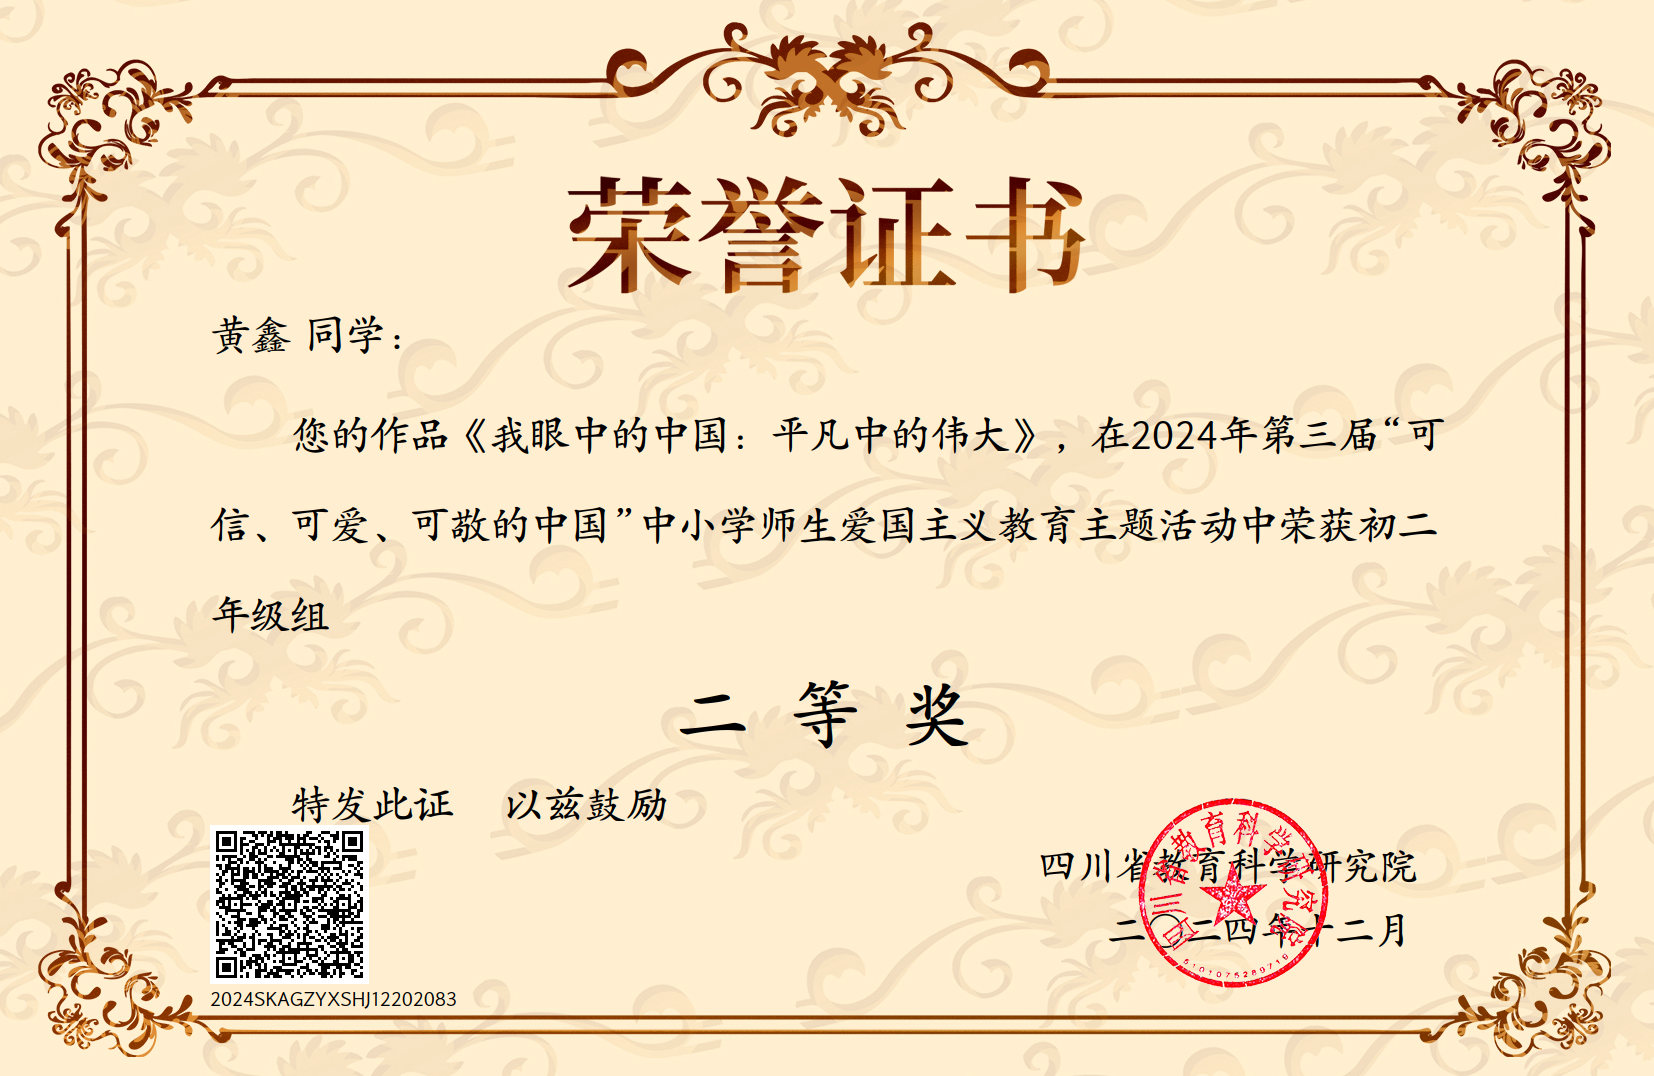 荣誉证书
黄鑫 同学：
您的作品《我眼中的中国：平凡中的伟大》，在2024年第三届“可
信、可爱、可敬的中国”中小学师生爱国主义教育主题活动中荣获初二
年级组
二 等 奖
特发此证 以兹鼓励
四川省教育科学研究院
二〇二四年十二月
四川省教育科学研究院
5101075289719
2024SKAGZYXSHJ12202083